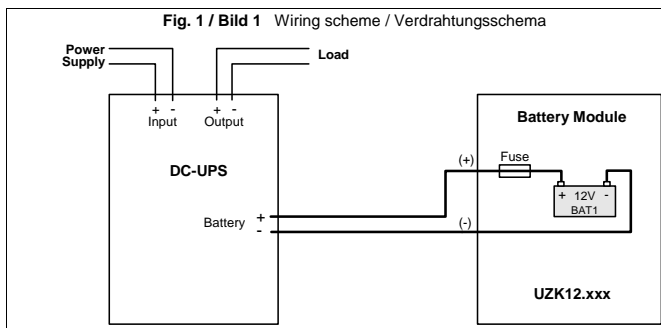 Fig. 1 / Bild 1 Wiring scheme / Verdrahtungsschema
Power
Supply
Load
+ - + -
Input Output
DC-UPS
Battery + -
Battery Module
(+)
Fuse
+ 12V -
BAT1
(-)
UZK12.xxx